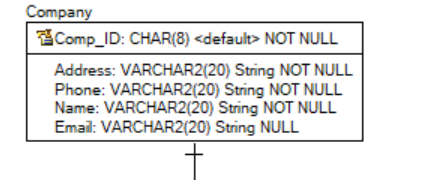 Company
Comp_ID: CHAR(8) <default> NOT NULL
Address: VARCHAR2(20) String NOT NULL
Phone: VARCHAR2(20) String NOT NULL
Name: VARCHAR2(20) String NOT NULL
Email: VARCHAR2(20) String NULL